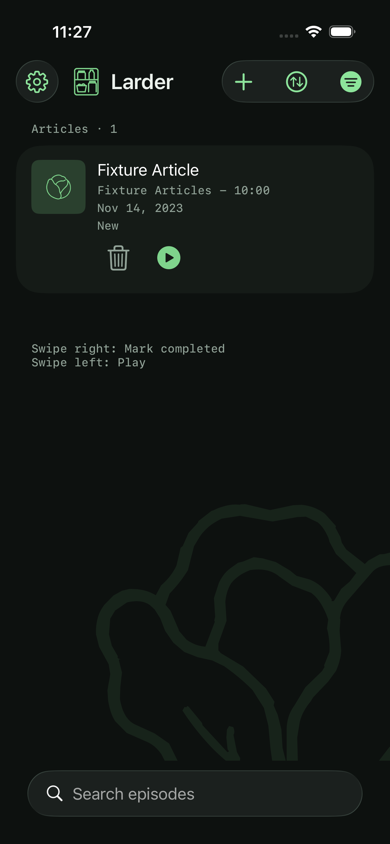 11:27
Larder
Articles · 1
Fixture Article
Fixture Articles – 10:00
Nov 14, 2023
New
Swipe right: Mark completed
Swipe left: Play
Search episodes